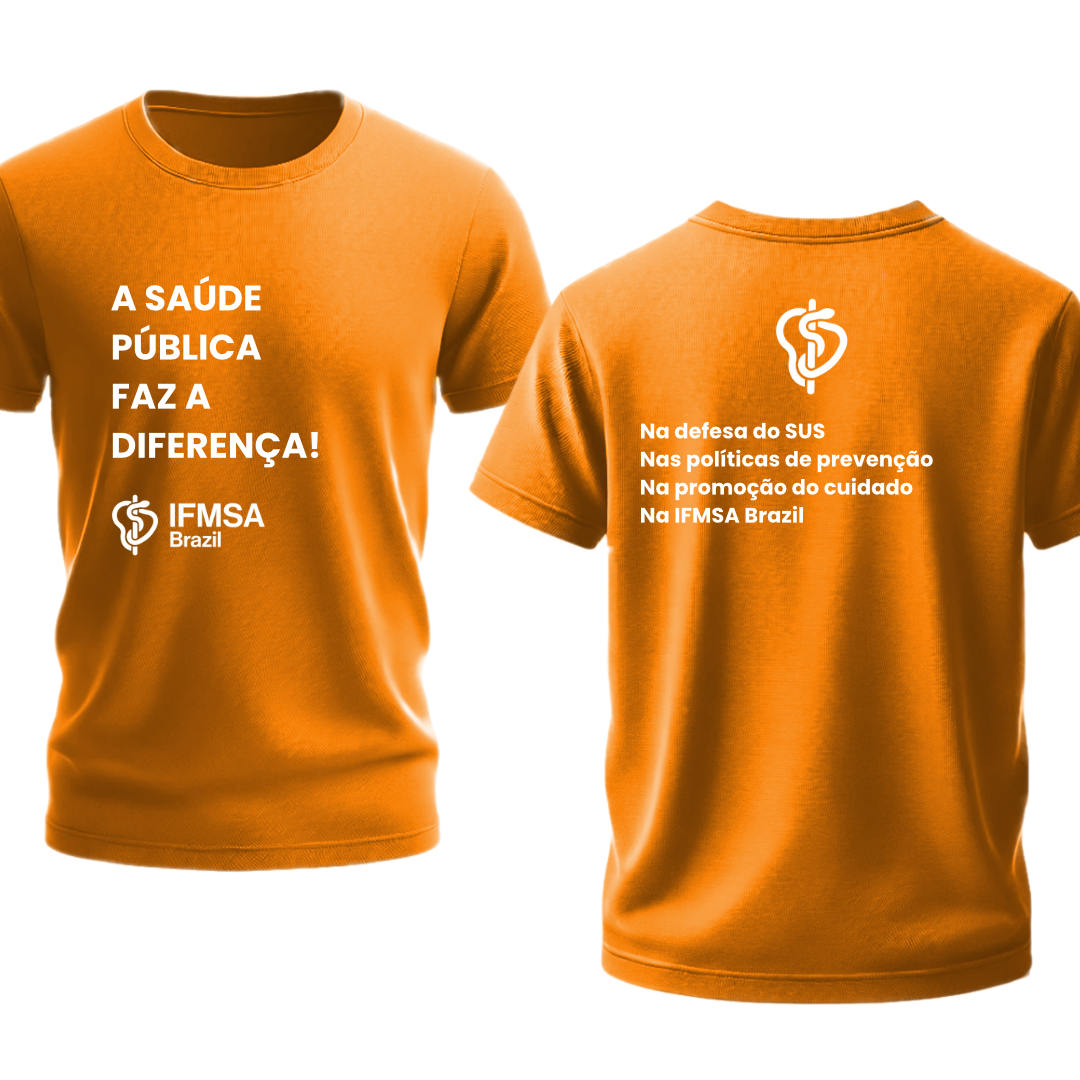 A SAÚDE
PÚBLICA
FAZ A
DIFERENÇA!
IFMSA
Brazil
Na defesa do SUS
Nas políticas de prevenção
Na promoção do cuidado
Na IFMSA Brazil